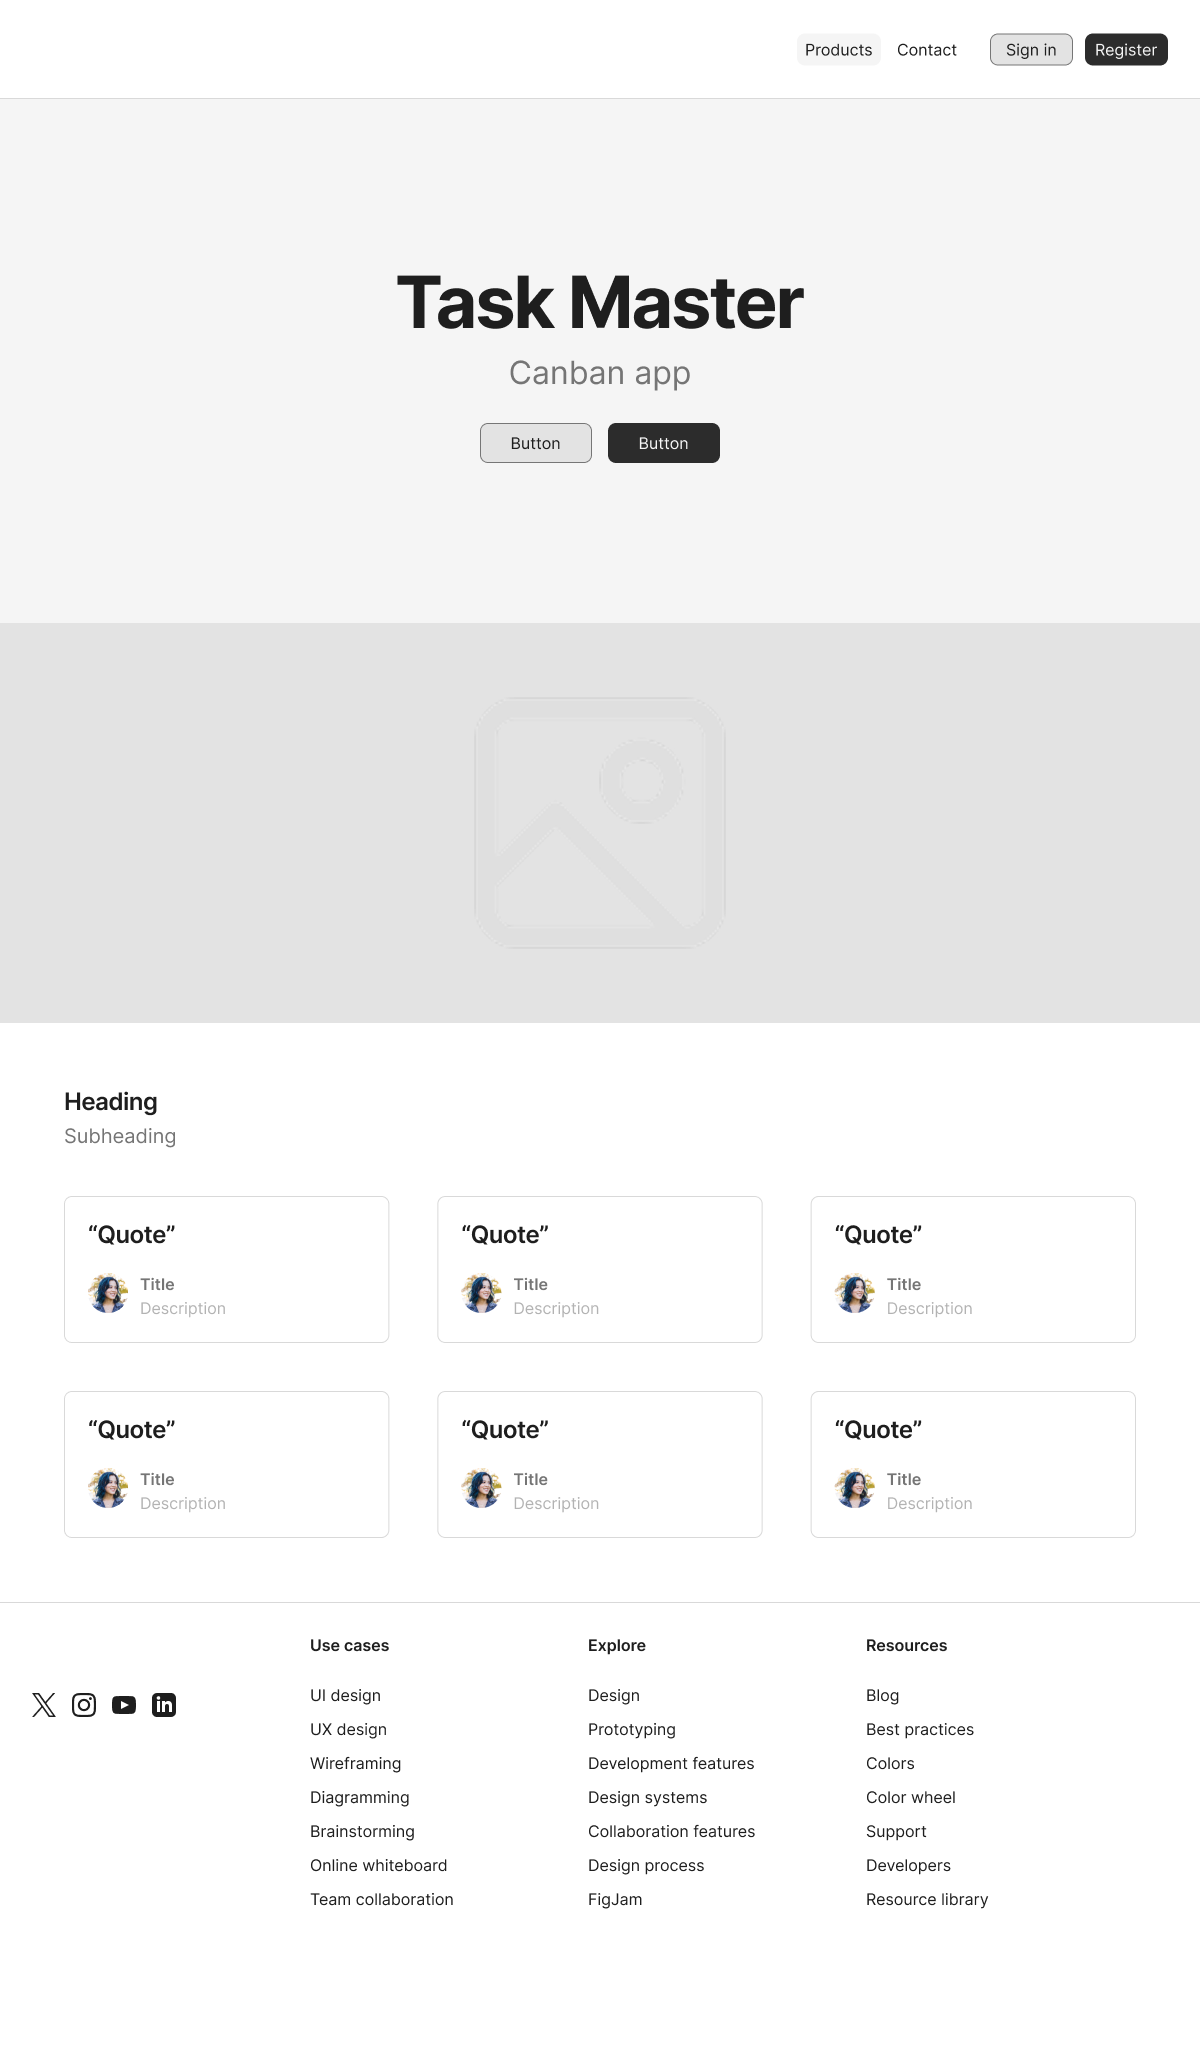 Products Contact Sign in Register
Task Master
Canban app
Button Button
Heading
Subheading
“Quote” “Quote” “Quote”
Title Title Title
Description Description Description
“Quote” “Quote” “Quote”
Title Title Title
Description Description Description
Use cases Explore Resources
UI design Design Blog
UX design Prototyping Best practices
Wireframing Development features Colors
Diagramming Design systems Color wheel
Brainstorming Collaboration features Support
Online whiteboard Design process Developers
Team collaboration FigJam Resource library